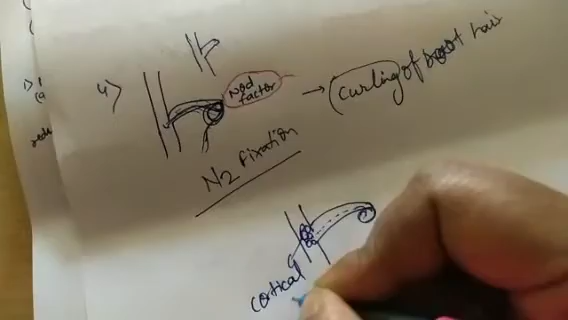 4)
Nod
factor
→ Curling of root hair
N2 fixation
cortical